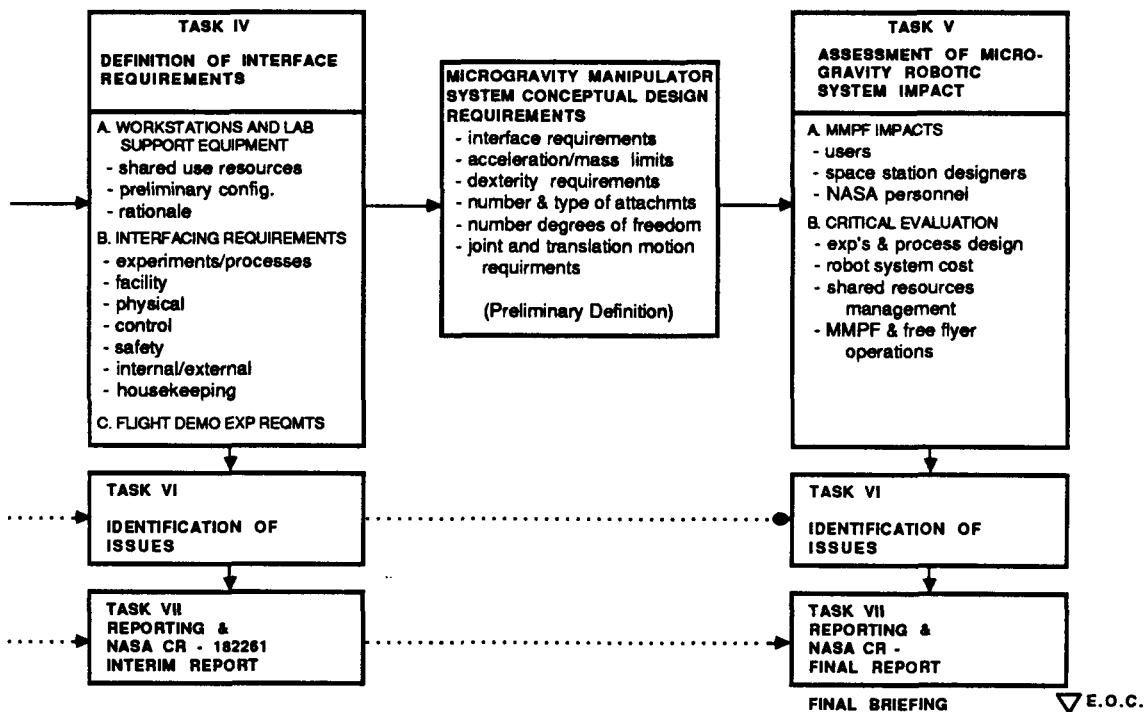 TASK IV
DEFINITION OF INTERFACE
REQUIREMENTS
A. WORKSTATIONS AND LAB
SUPPORT EQUIPMENT
- shared use resources
- preliminary config.
- rationale
B. INTERFACING REQUIREMENTS
- experiments/processes
- facility
- physical
- control
- safety
- internal/external
- housekeeping
C. FLIGHT DEMO EXP REQMTS
MICROGRAVITY MANIPULATOR
SYSTEM CONCEPTUAL DESIGN
REQUIREMENTS
- interface requirements
- acceleration/mass limits
- dexterity requirements
- number & type of attachmts
- number degrees of freedom
- joint and translation motion
requirments
(Preliminary Definition)
TASK V
ASSESSMENT OF MICRO-
GRAVITY ROBOTIC
SYSTEM IMPACT
A. MMPF IMPACTS
- users
- space station designers
- NASA personnel
B. CRITICAL EVALUATION
- exp's & process design
- robot system cost
- shared resources
management
- MMPF & free flyer
operations
TASK VI
IDENTIFICATION OF
ISSUES
TASK VI
IDENTIFICATION OF
ISSUES
TASK VII
REPORTING &
NASA CR - 182261
INTERIM REPORT
TASK VII
REPORTING &
NASA CR -
FINAL REPORT
FINAL BRIEFING
E.O.C.